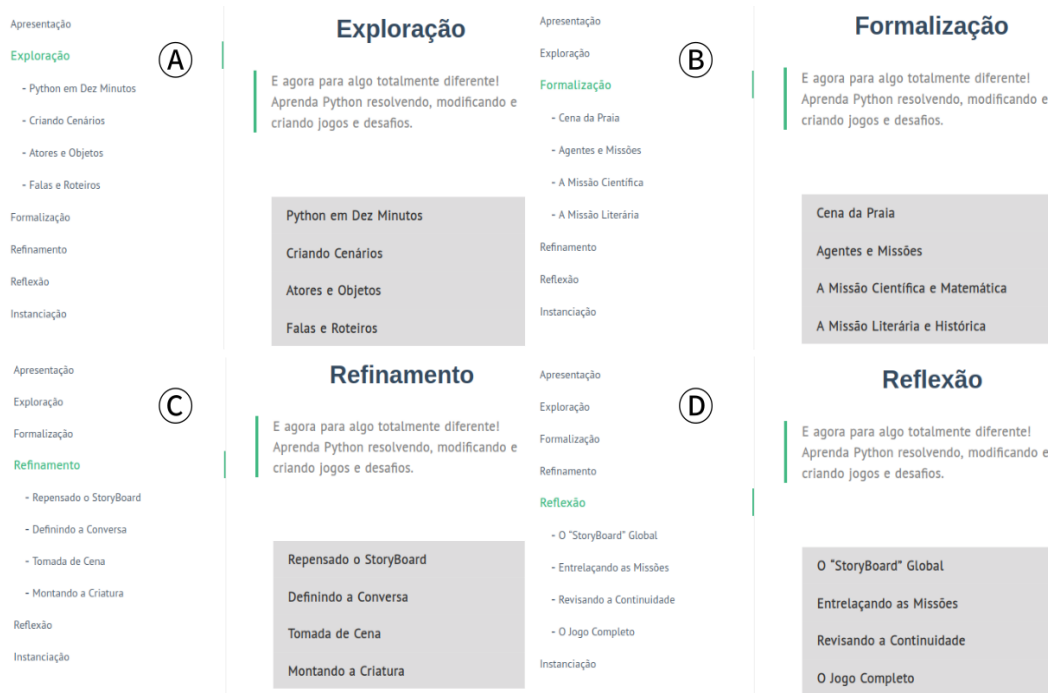 Apresentação
Exploração
- Python em Dez Minutos
- Criando Cenários
- Atores e Objetos
- Falas e Roteiros
Formalização
Refinamento
Reflexão
Instanciação
A
Exploração
E agora para algo totalmente diferente!
Aprenda Python resolvendo, modificando e
criando jogos e desafios.
Python em Dez Minutos
Criando Cenários
Atores e Objetos
Falas e Roteiros
Apresentação
Exploração
Formalização
- Cena da Praia
- Agentes e Missões
- A Missão Científica
- A Missão Literária
Refinamento
Reflexão
Instanciação
B
Formalização
E agora para algo totalmente diferente!
Aprenda Python resolvendo, modificando e
criando jogos e desafios.
Cena da Praia
Agentes e Missões
A Missão Científica e Matemática
A Missão Literária e Histórica
Apresentação
Exploração
Formalização
Refinamento
- Repensado o StoryBoard
- Definindo a Conversa
- Tomada de Cena
- Montando a Criatura
Reflexão
Instanciação
C
Refinamento
E agora para algo totalmente diferente!
Aprenda Python resolvendo, modificando e
criando jogos e desafios.
Repensado o StoryBoard
Definindo a Conversa
Tomada de Cena
Montando a Criatura
Apresentação
Exploração
Formalização
Refinamento
Reflexão
- O "StoryBoard" Global
- Entrelaçando as Missões
- Revisando a Continuidade
- O Jogo Completo
Instanciação
D
Reflexão
E agora para algo totalmente diferente!
Aprenda Python resolvendo, modificando e
criando jogos e desafios.
O "StoryBoard" Global
Entrelaçando as Missões
Revisando a Continuidade
O Jogo Completo